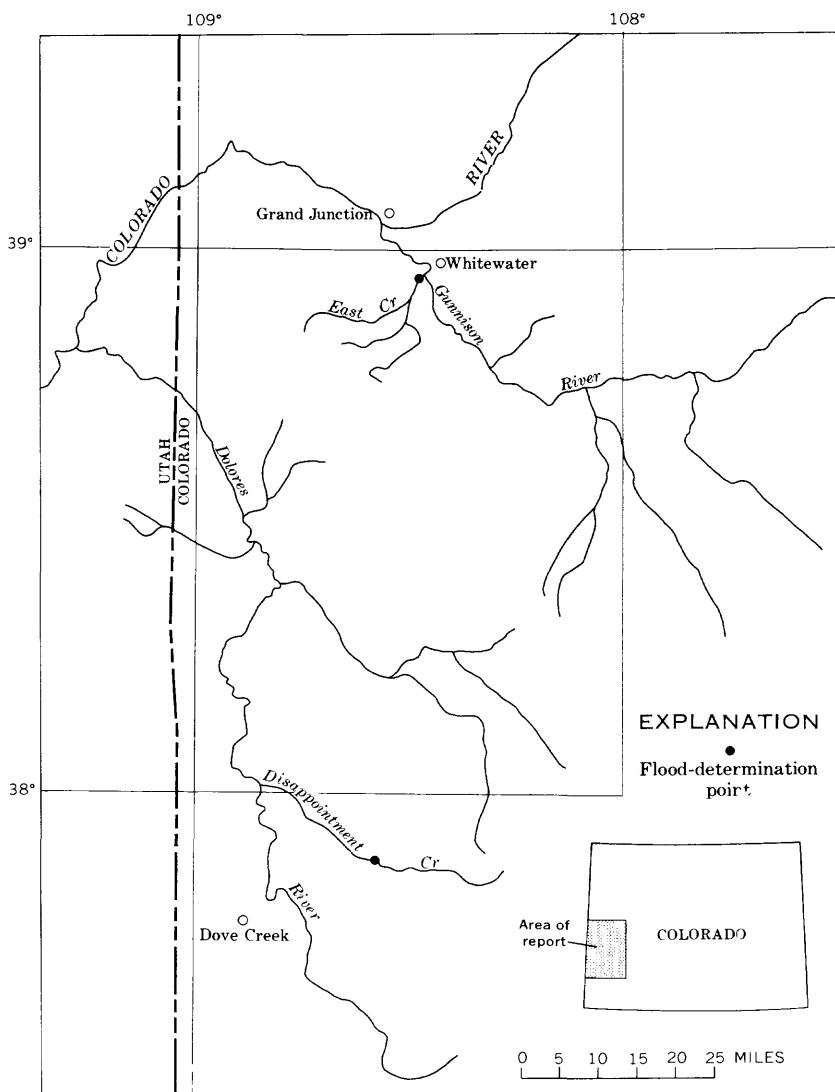 109°
108°
COLORADO
RIVER
Grand Junction
39°
Whitewater
East Cr
Gunnison
River
UTAH
COLORADO
Dolores
EXPLANATION
Flood-determination
point
38°
Disappointment
Cr
River
Dove Creek
Area of
report
COLORADO
0 5 10 15 20 25 MILES